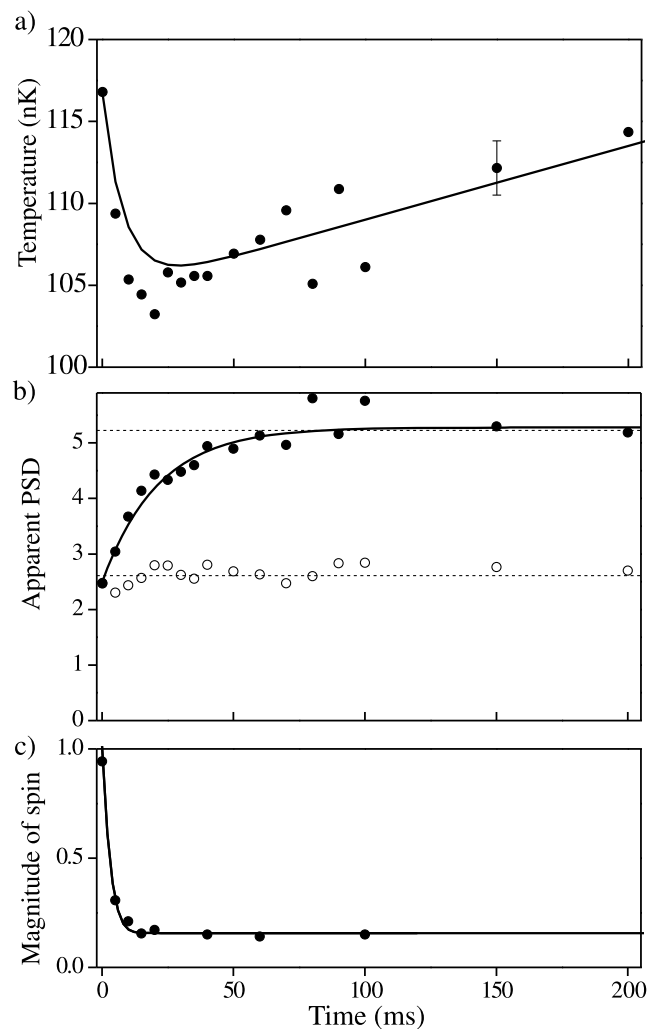 a)
120
115
110
105
100
Temperature (nK)
b)
5
4
3
2
1
0
Apparent PSD
c)
1.0
0.5
0.0
Magnitude of spin
0 50 100 150 200
Time (ms)